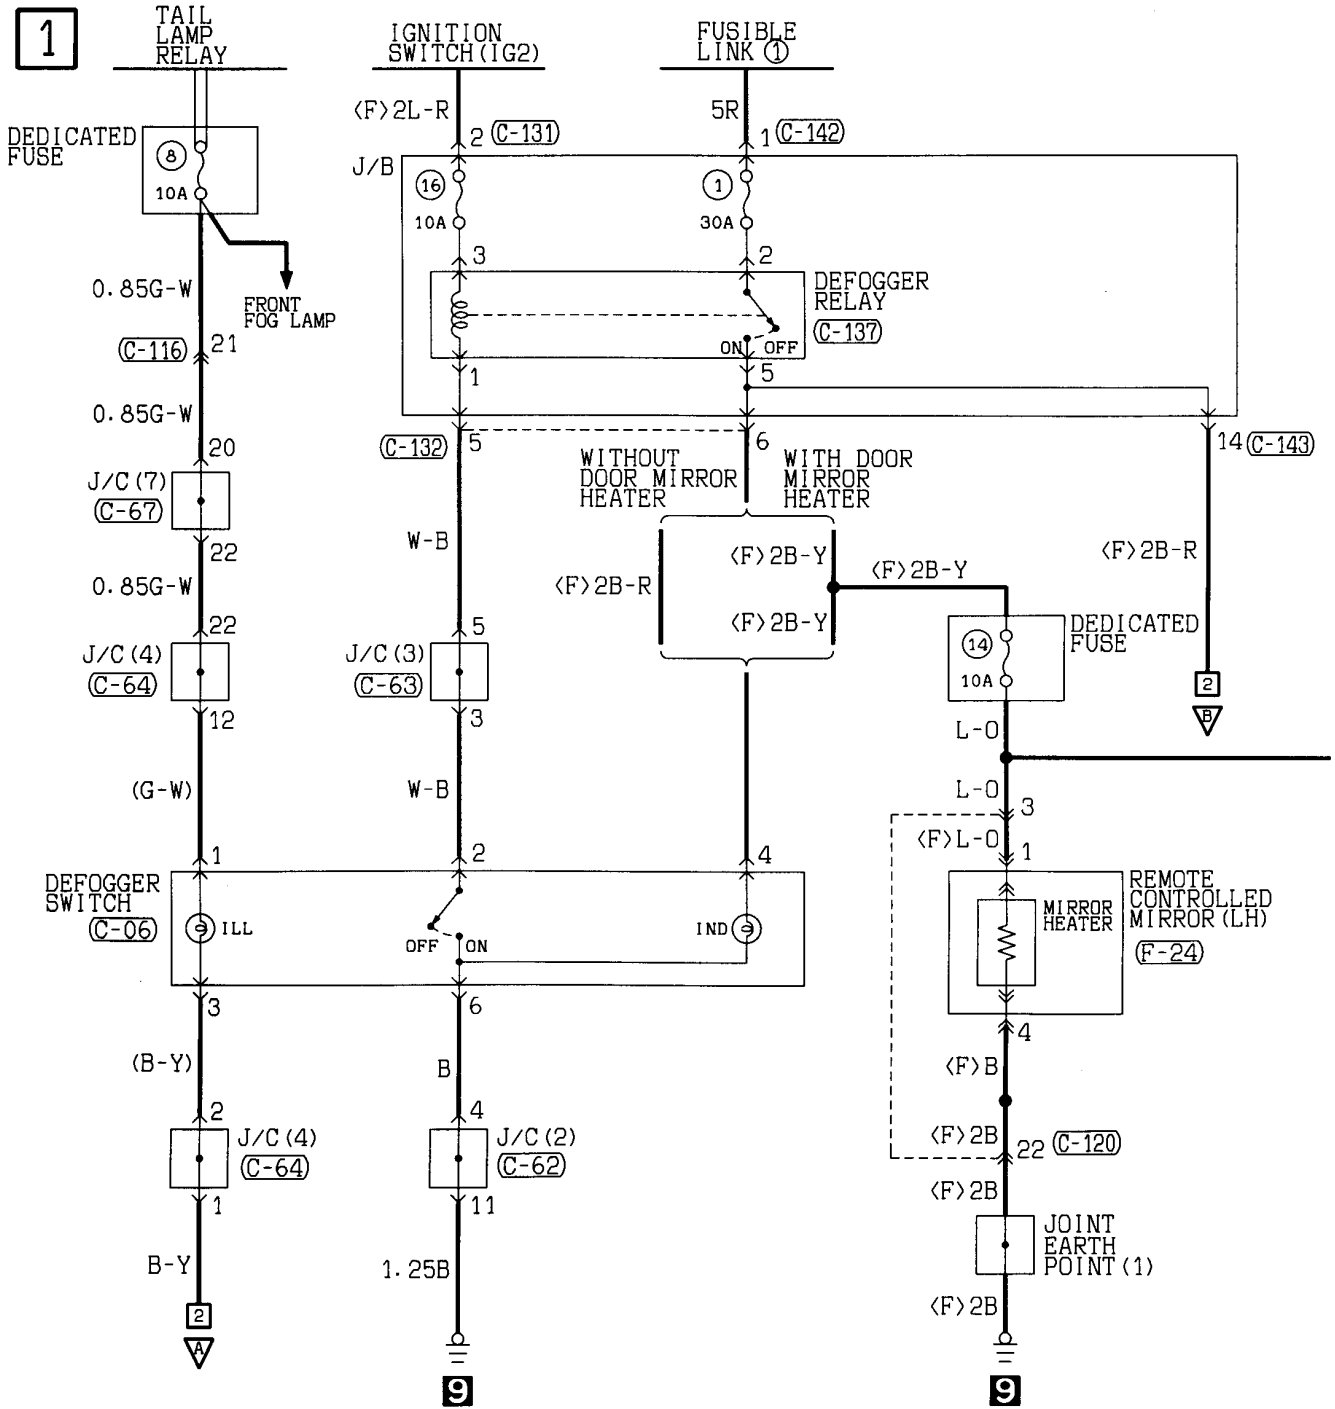 1
TAIL
LAMP
RELAY
IGNITION
SWITCH(IG2)
FUSIBLE
LINK ①
<F>2L-R
5R
2 (C-131)
1 (C-142)
DEDICATED
FUSE
8
10A
J/B
16
10A
1
30A
3
2
0.85G-W
FRONT
FOG LAMP
DEFOGGER
RELAY
(C-137)
ON OFF
(C-116) 21
1
5
0.85G-W
20
(C-132) 5
6
14 (C-143)
WITHOUT
DOOR MIRROR
HEATER
WITH DOOR
MIRROR
HEATER
J/C(7)
(C-67)
22
W-B
<F>2B-Y
<F>2B-R
<F>2B-Y
<F>2B-R
0.85G-W
<F>2B-Y
22
5
DEDICATED
FUSE
14
10A
J/C(4)
(C-64)
J/C(3)
(C-63)
2
B
12
3
L-O
(G-W)
W-B
L-O
3
<F>L-O
1
1
2
4
DEFOGGER
SWITCH
(C-06)
ILL
OFF ON
IND
MIRROR
HEATER
REMOTE
CONTROLLED
MIRROR(LH)
(F-24)
3
6
4
(B-Y)
B
<F>B
2
4
J/C(4)
(C-64)
J/C(2)
(C-62)
<F>2B
22 (C-120)
<F>2B
1
11
JOINT
EARTH
POINT(1)
B-Y
1.25B
<F>2B
2
A
9
9